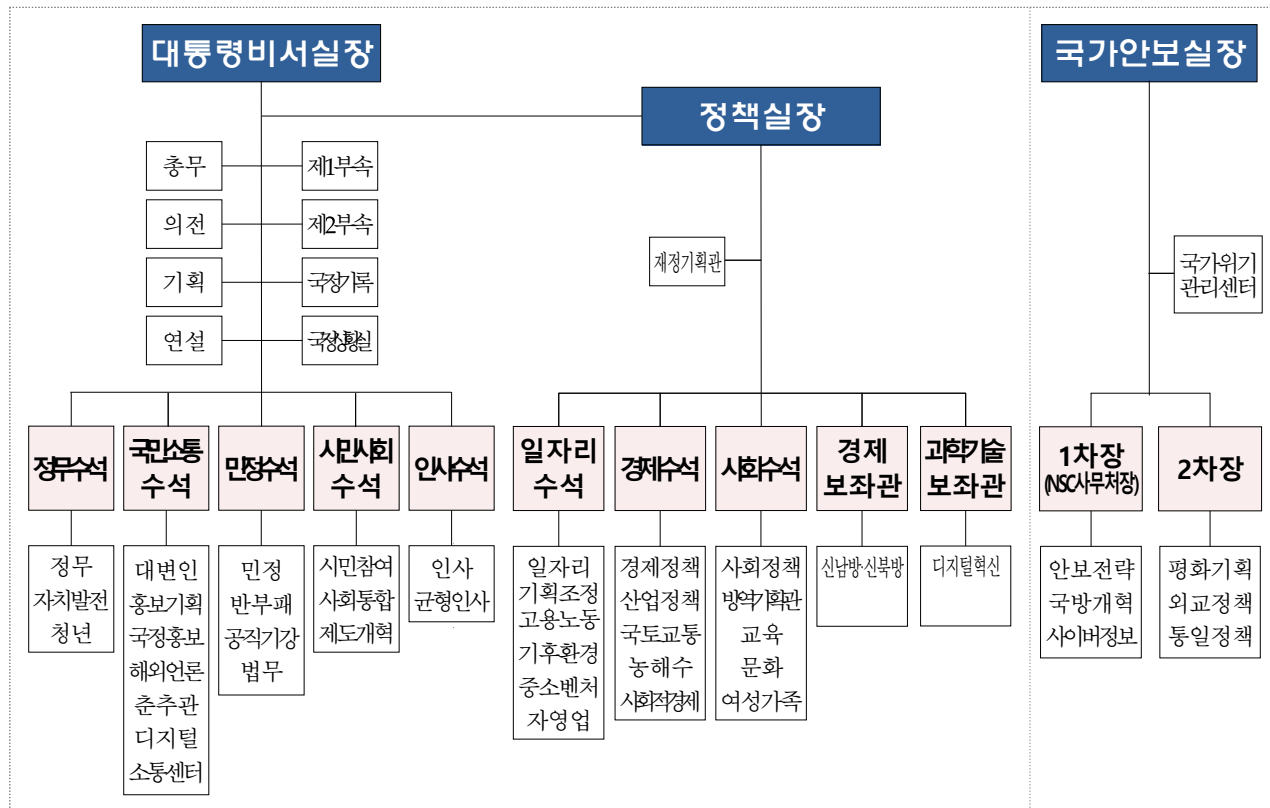 대통령비서실장
국가안보실장
정책실장
총무
제1부속
의전
제2부속
기획
국정기록
연설
국정상황실
재정기획관
국가위기
관리센터
정무수석
국민소통
수석
민정수석
시민사회
수석
인사수석
일자리
수석
경제수석
사회수석
경제
보좌관
과학기술
보좌관
1차장
(NSC사무처장)
2차장
정무
자치발전
청년
대변인
홍보기획
국정홍보
해외언론
춘추관
디지털
소통센터
민정
반부패
공직기강
법무
시민참여
사회통합
제도개혁
인사
균형인사
일자리
기획조정
고용노동
기후환경
중소벤처
자영업
경제정책
산업정책
국토교통
농해수
사회적경제
사회정책
방역기획관
교육
문화
여성가족
신남방·신북방
디지털혁신
안보전략
국방개혁
사이버정보
평화기획
외교정책
통일정책